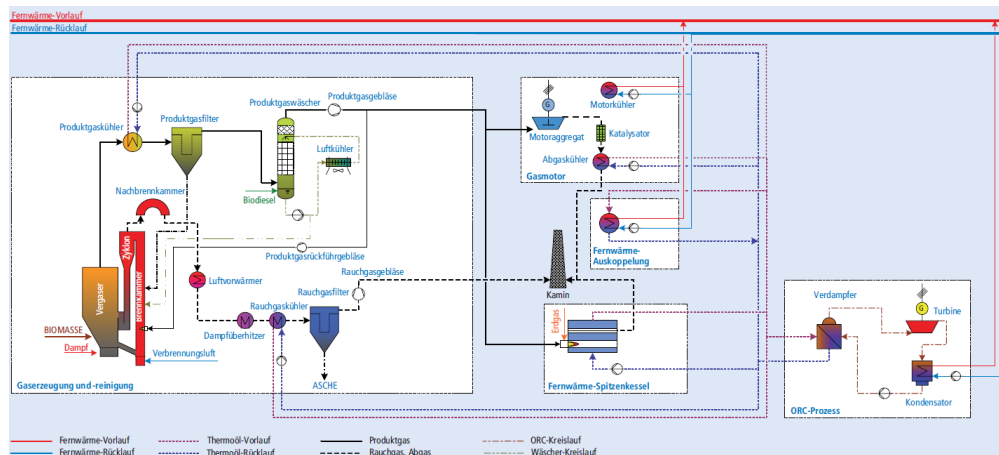 Fernwärme-Vorlauf
Fernwärme-Rücklauf
Produktgaswäscher
Produktgasgebläse
Produktgasfilter
Produktgaskühler
Luftkühler
Motorkühler
G
Motoraggregat
Katalysator
Abgaskühler
Gasmotor
Nachbrennkammer
Biodiesel
Zyklon
Brennkammer
Vergaser
Produktgasrückführgebläse
Rauchgasgebläse
Fernwärme-
Auskoppelung
Luftvorwärmer
Rauchgasfilter
Rauchgaskühler
Kamin
Verdampfer
Turbine
G
BIOMASSE
Dampf
Dampfüberhitzer
Erdgas
Verbrennungsluft
ASCHE
Gaserzeugung und -reinigung
Fernwärme-Spitzenkessel
Kondensator
ORC-Prozess
Fernwärme-Vorlauf
Thermoöl-Vorlauf
Produktgas
ORC-Kreislauf
Fernwärme-Rücklauf
Thermoöl-Rücklauf
Rauchgas, Abgas
Wäscher-Kreislauf